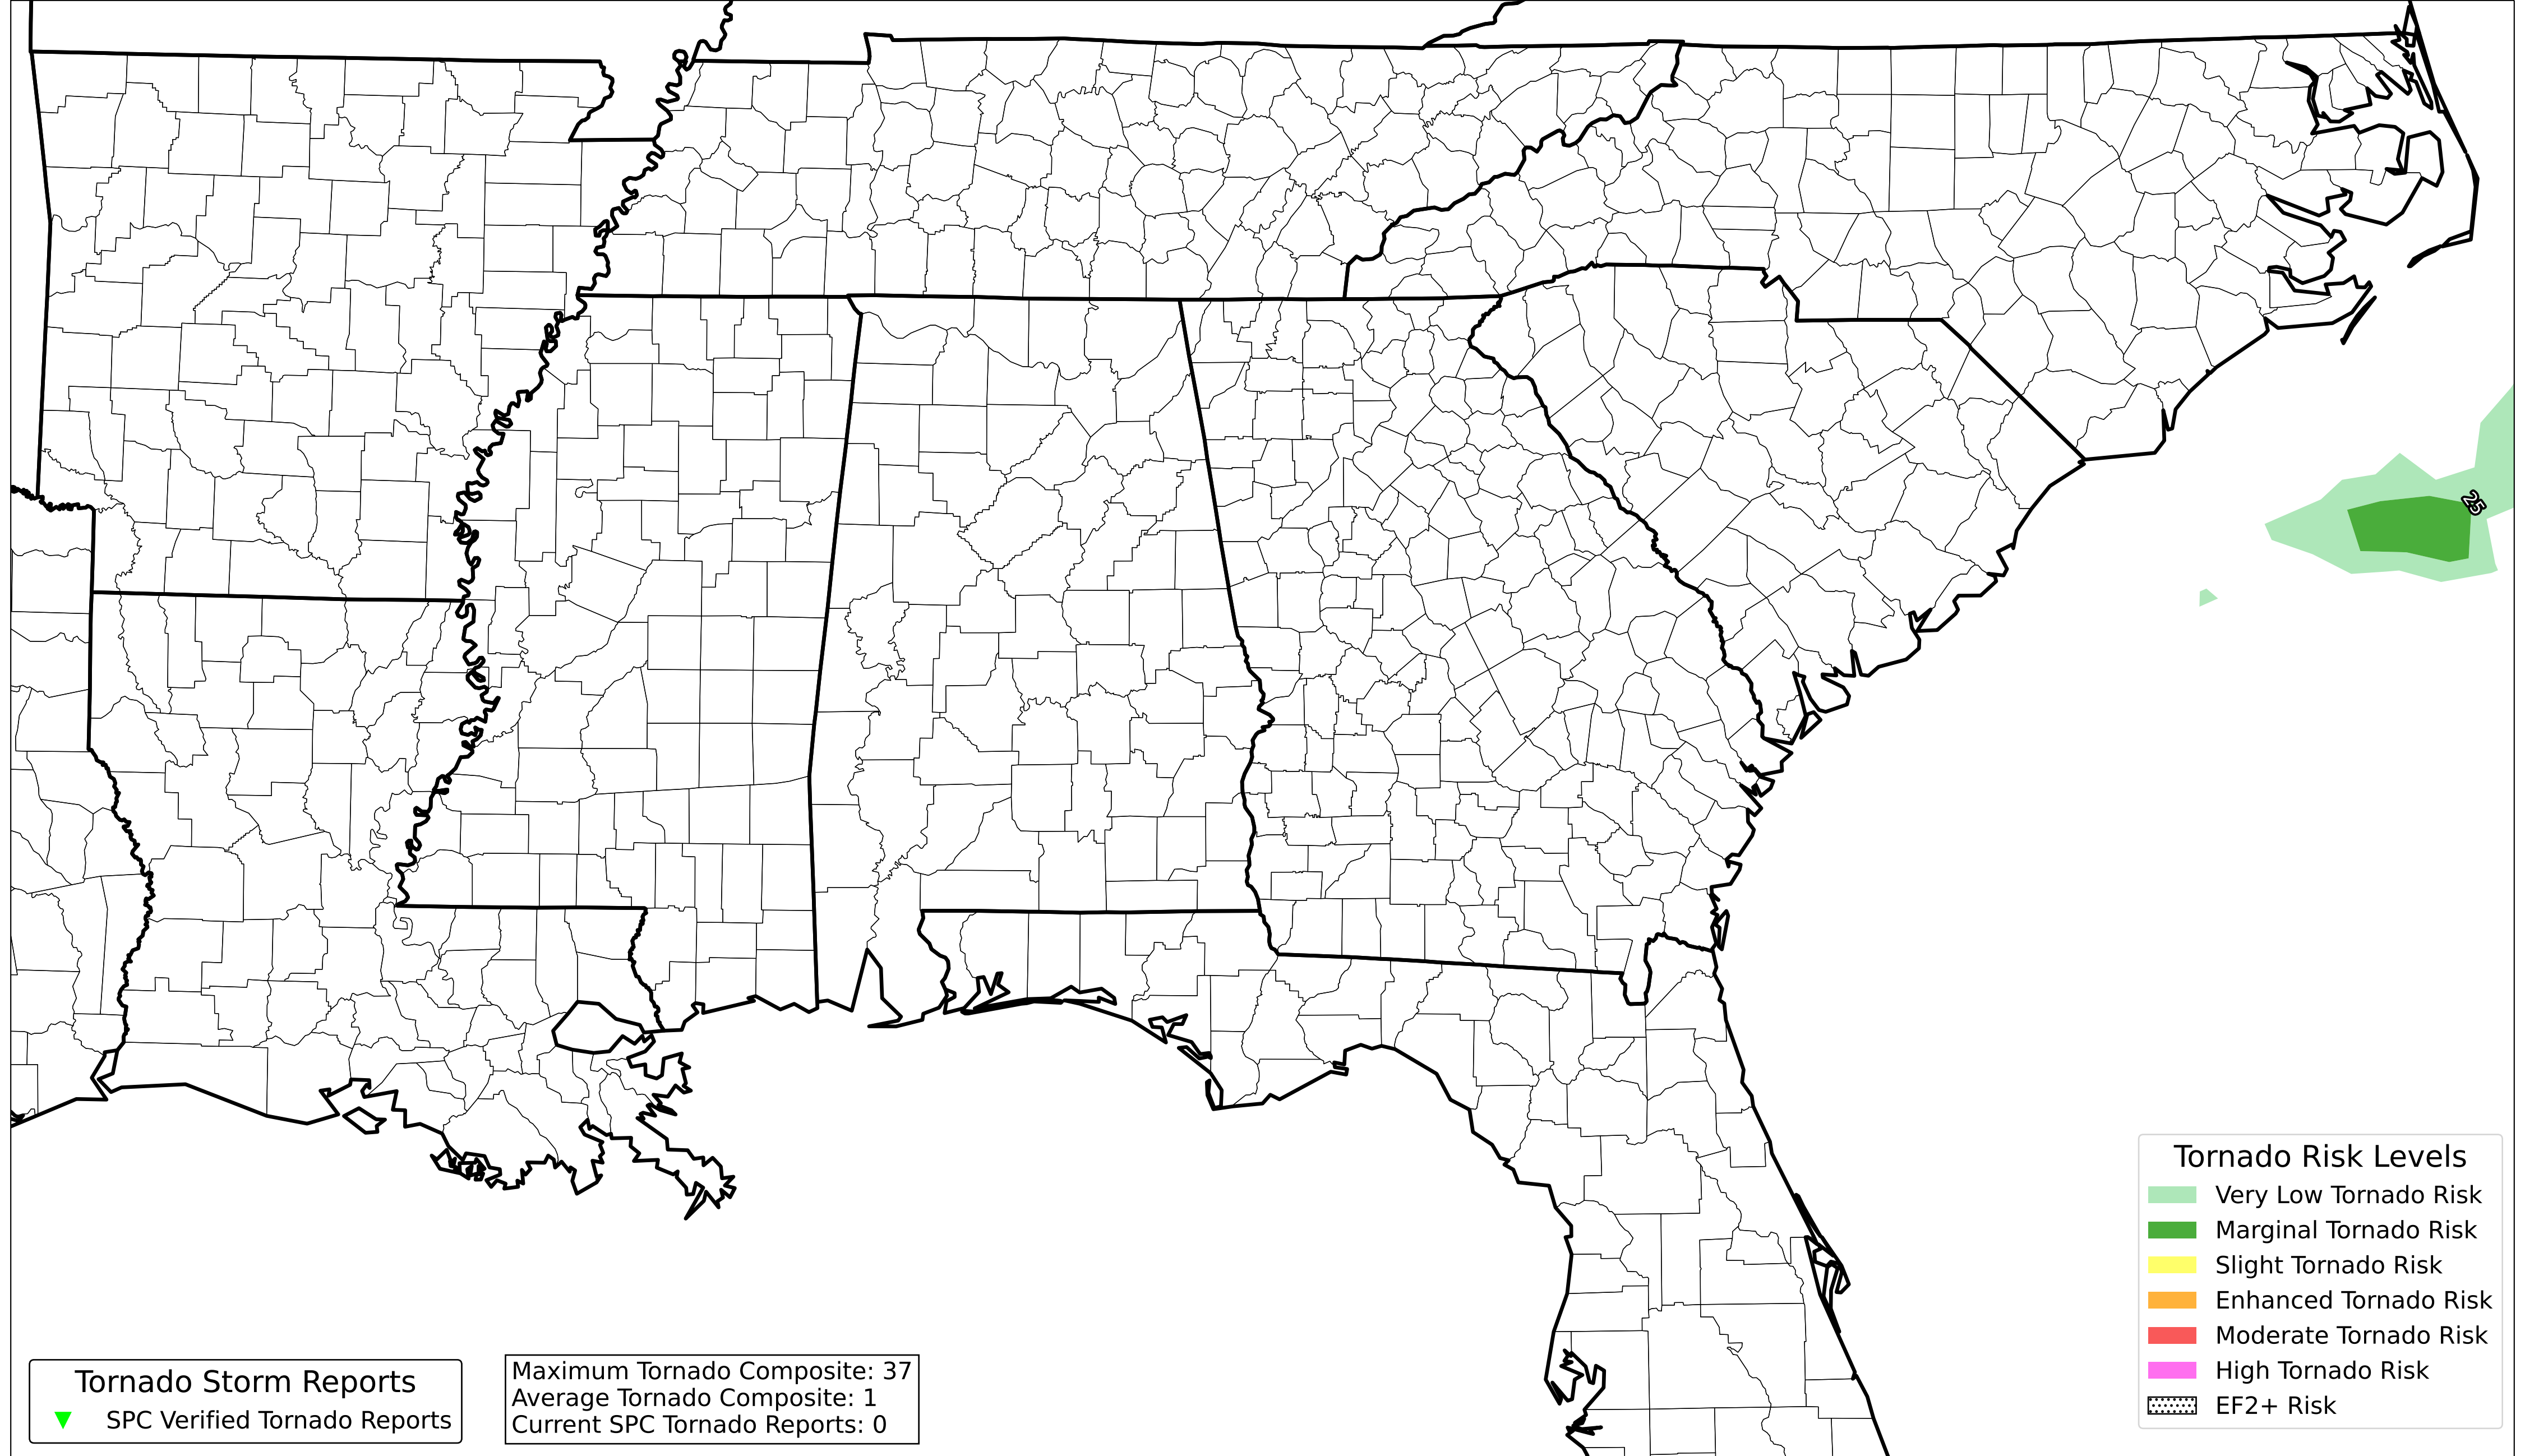 25
Tornado Risk Levels
Very Low Tornado Risk
Marginal Tornado Risk
Slight Tornado Risk
Enhanced Tornado Risk
Moderate Tornado Risk
High Tornado Risk
EF2+ Risk
Tornado Storm Reports
SPC Verified Tornado Reports
Maximum Tornado Composite: 37
Average Tornado Composite: 1
Current SPC Tornado Reports: 0